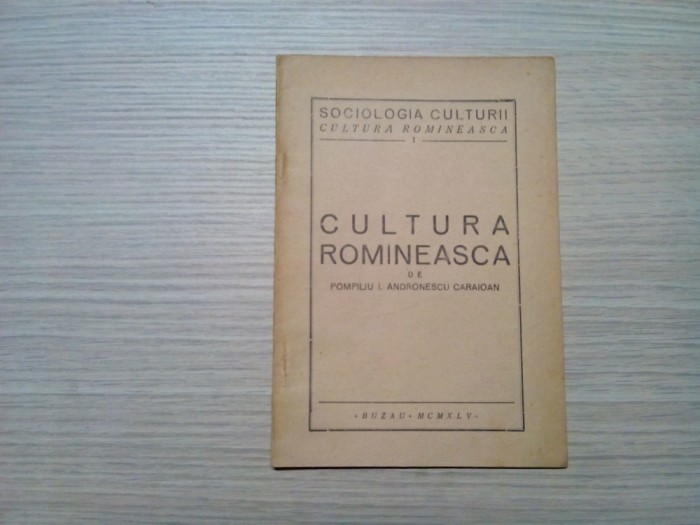 SOCIOLOGIA CULTURII
CULTURA ROMINEASCA
I
CULTURA
ROMINEASCA
DE
POMPILIU I. ANDRONESCU CARAIOAN
• BUZAU • MCMXLV •